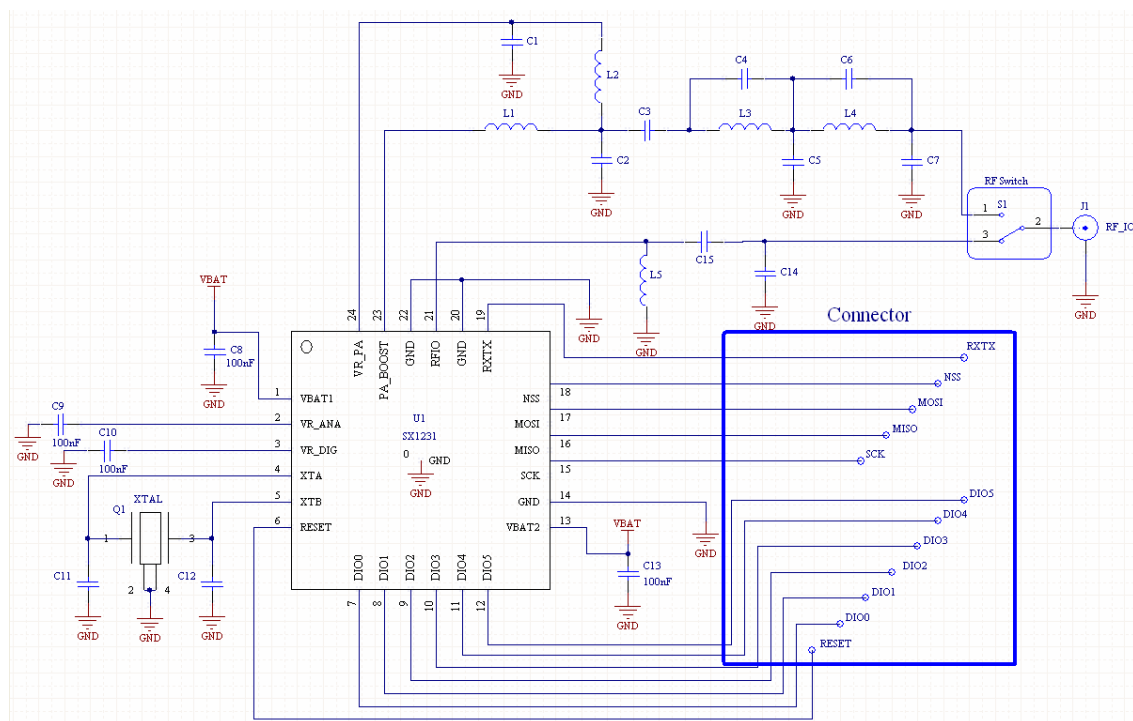 C1
GND
L2
C4
C6
L1
C3
L3
L4
C2
C5
C7
GND
GND
GND
RF Switch
S1
1
3
2
J1
RF_IO
C15
C14
L5
GND
GND
GND
GND
Connector
VBAT
C8
100nF
GND
24
23
22
21
20
19
VR_PA
PA_BOOST
GND
RFIO
GND
RXTX
RXTX
NSS
MOSI
MISO
SCK
DIO5
DIO4
DIO3
DIO2
DIO1
DIO0
RESET
1
VBAT1
2
VR_ANA
3
VR_DIG
4
XTA
5
XTB
6
RESET
U1
SX1231
0
GND
GND
NSS
18
MOSI
17
MISO
16
SCK
15
GND
14
VBAT2
13
C9
100nF
GND
C10
100nF
GND
XTAL
Q1
1
3
2
4
C11
C12
GND
GND
GND
VBAT
C13
100nF
GND
GND
DIO0
DIO1
DIO2
DIO3
DIO4
DIO5
7
8
9
10
11
12